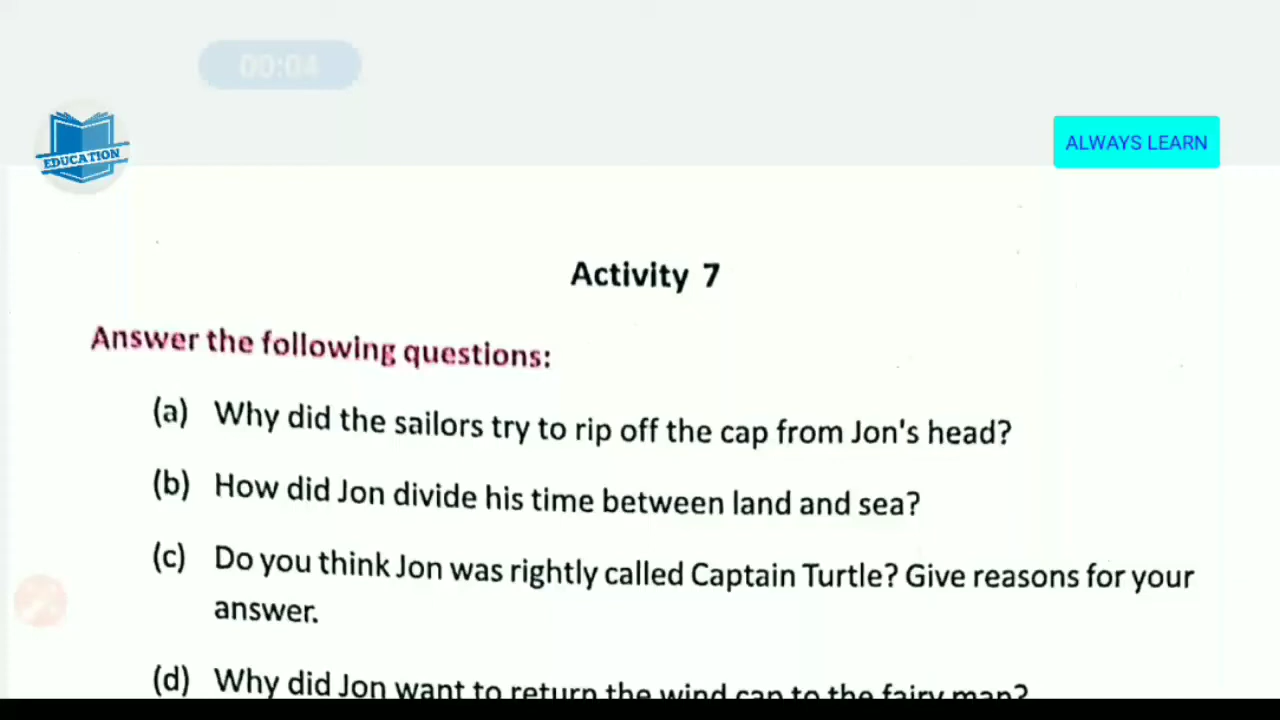 00:04
EDUCATION
ALWAYS LEARN
Activity 7
Answer the following questions:
(a) Why did the sailors try to rip off the cap from Jon's head?
(b) How did Jon divide his time between land and sea?
(c) Do you think Jon was rightly called Captain Turtle? Give reasons for your
answer.
(d) Why did Jon want to return the wind cap to the fairy man?